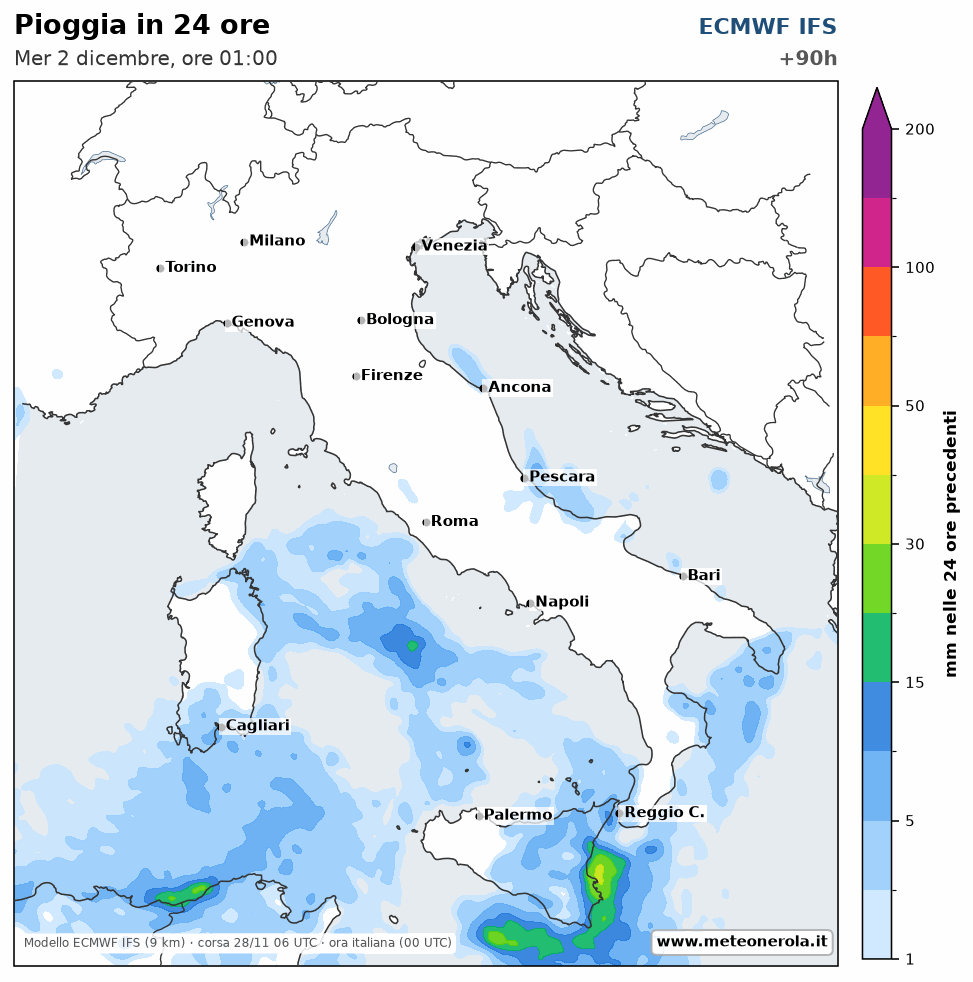 Pioggia in 24 ore
ECMWF IFS
Mer 2 dicembre, ore 01:00
+90h
200
Milano
Venezia
Torino
100
Genova
Bologna
Firenze
Ancona
50
Pescara
Roma
30
Bari
Napoli
15
Cagliari
Palermo
Reggio C.
5
mm nelle 24 ore precedenti
Modello ECMWF IFS (9 km) · corsa 28/11 06 UTC · ora italiana (00 UTC)
www.meteonerola.it
1